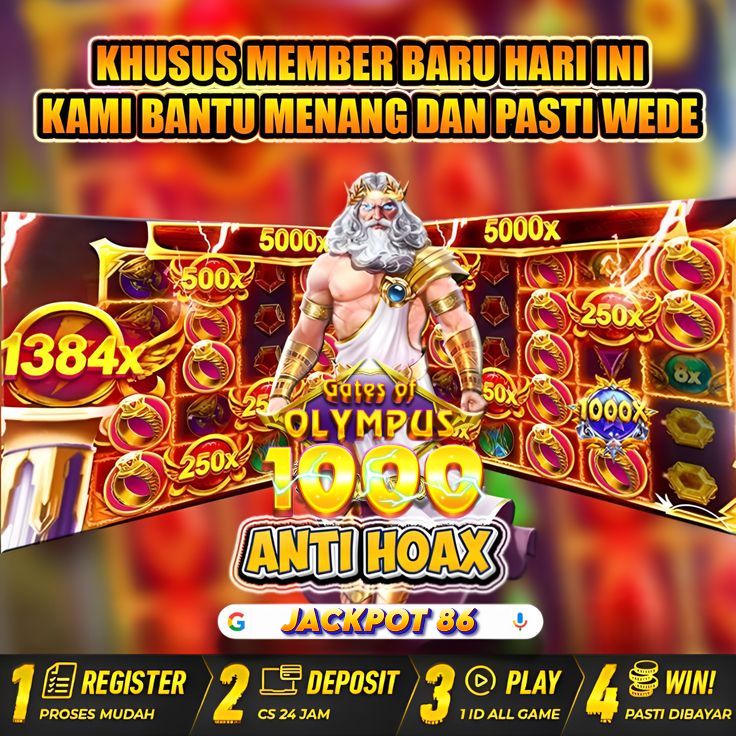 KHUSUS MEMBER BARU HARI INI
KAMI BANTU MENANG DAN PASTI WEDE
5000x
5000x
500x
250x
1384x
8x
1000X
250x
Gates of
OLYMPUS
1000
ANTI HOAX
G JACKPOT 86
1 REGISTER
PROSES MUDAH
2 DEPOSIT
CS 24 JAM
3 PLAY
1 ID ALL GAME
4 WIN!
PASTI DIBAYAR